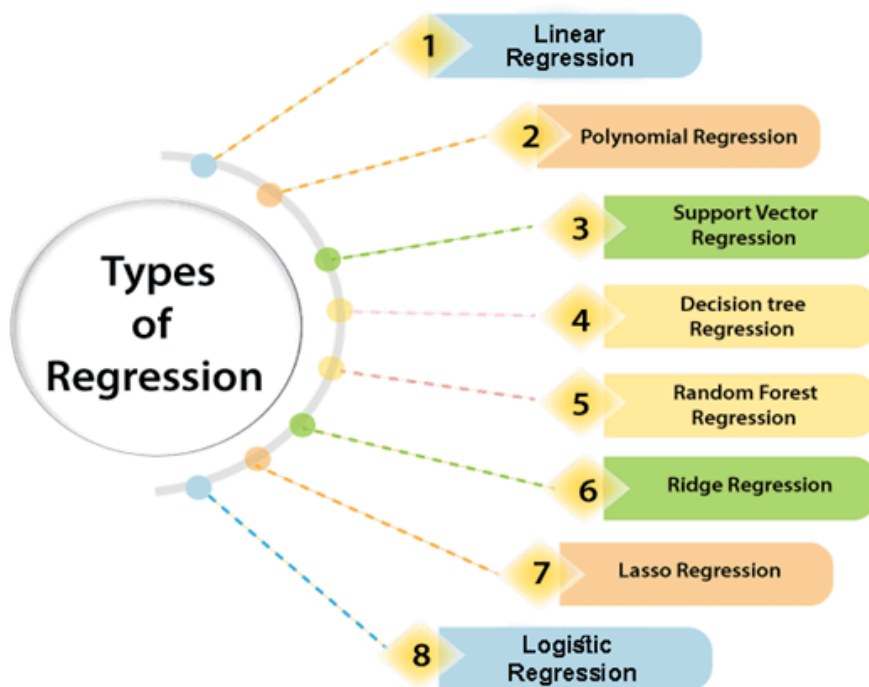 Types
of
Regression
1
Linear
Regression
2
Polynomial Regression
3
Support Vector
Regression
4
Decision tree
Regression
5
Random Forest
Regression
6
Ridge Regression
7
Lasso Regression
8
Logistic
Regression